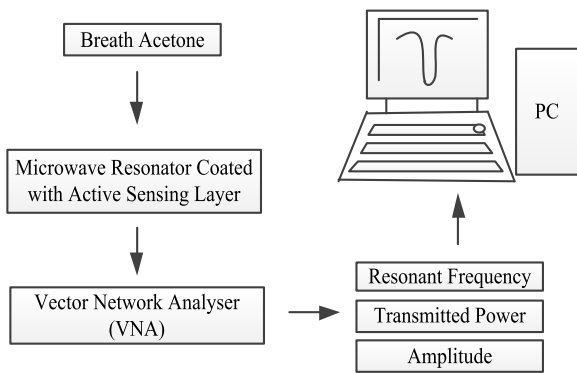 Breath Acetone
Microwave Resonator Coated
with Active Sensing Layer
Vector Network Analyser
(VNA)
Resonant Frequency
Transmitted Power
Amplitude
PC